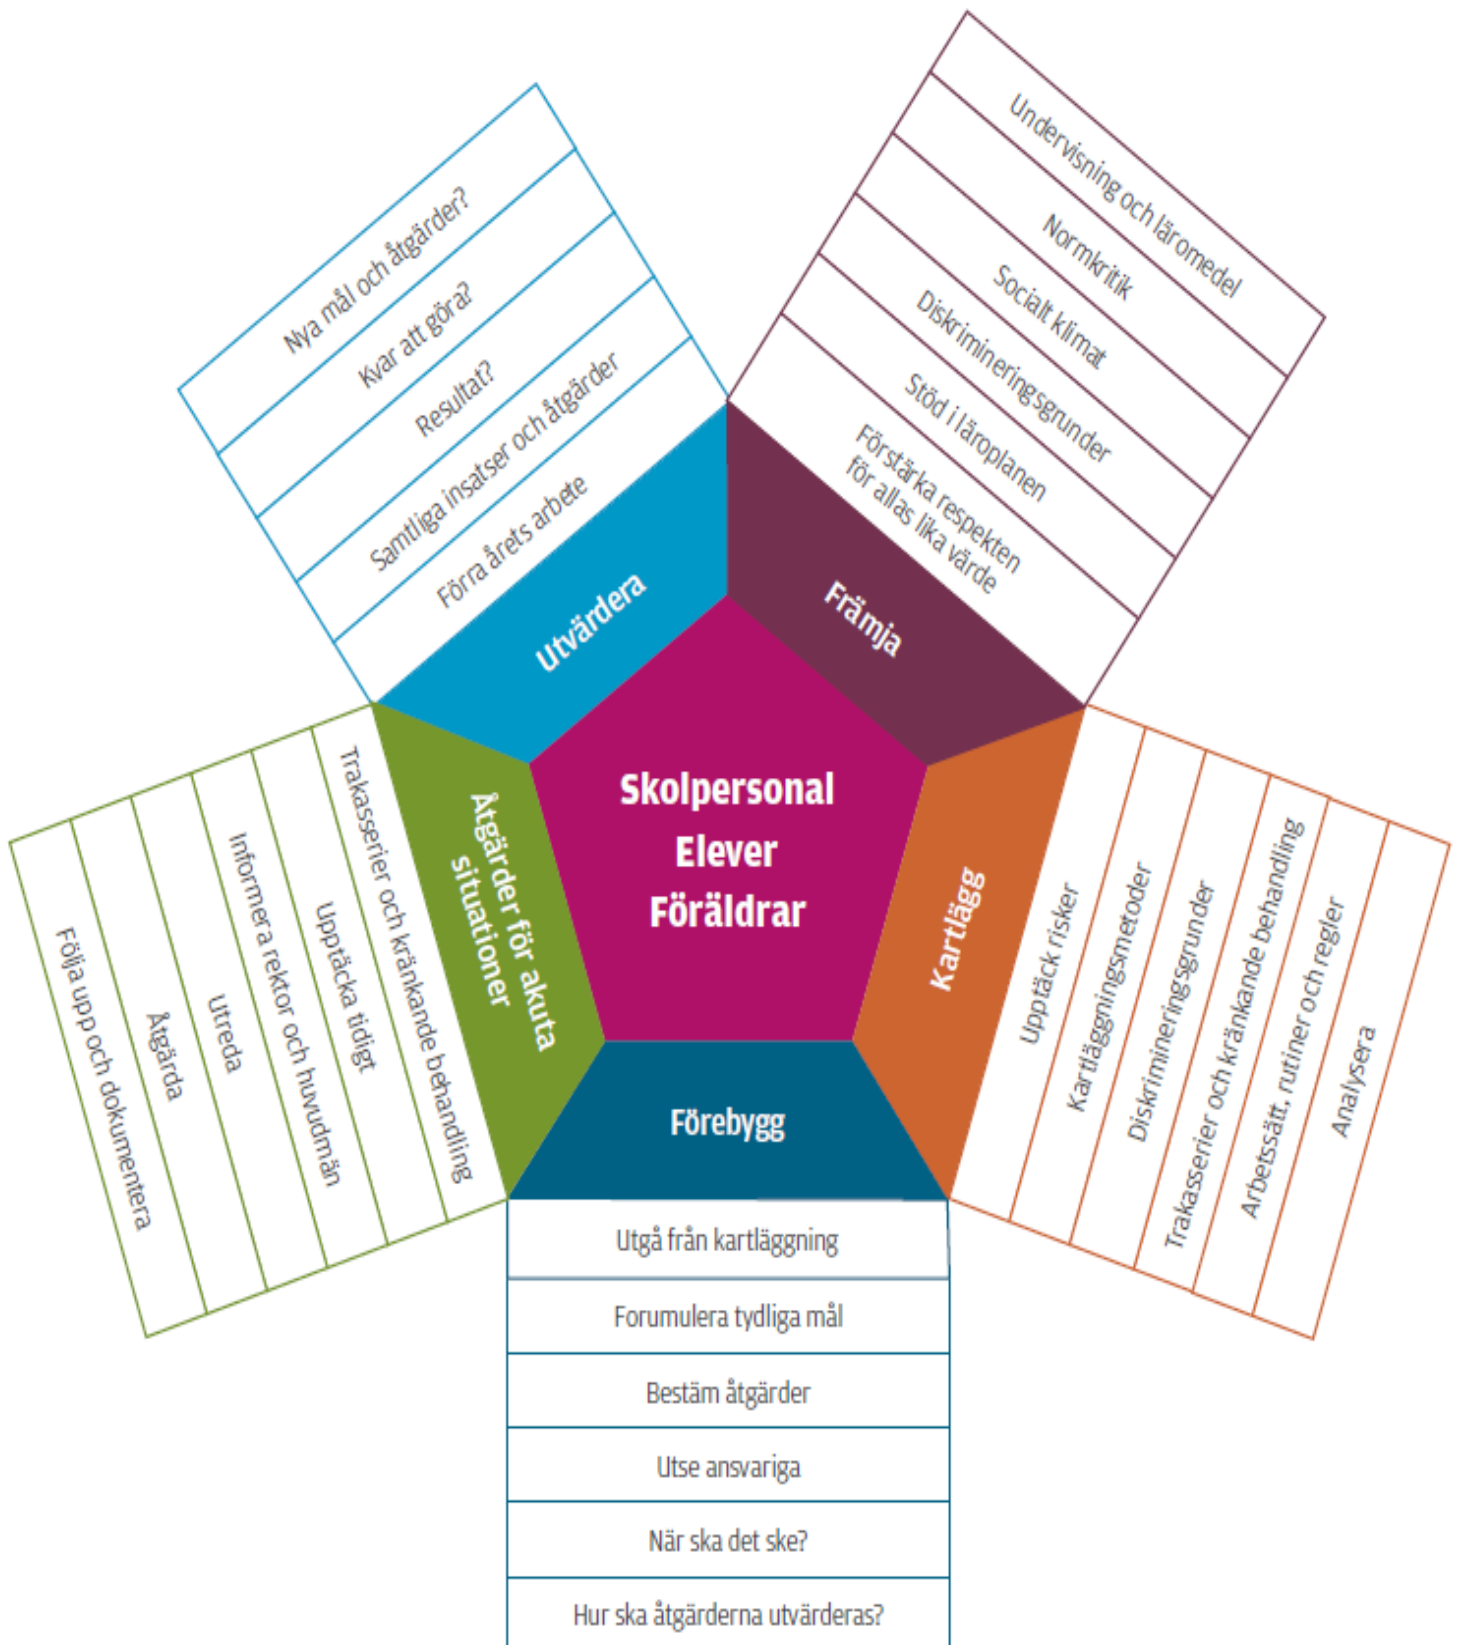 Skolpersonal
Elever
Föräldrar
Främja
Förstärka respekten
för allas lika värde
Stöd i läroplanen
Diskrimineringsgrunder
Socialt klimat
Normkritik
Undervisning och läromedel
Kartlägg
Upptäck risker
Kartläggningsmetoder
Diskrimineringsgrunder
Trakasserier och kränkande behandling
Arbetssätt, rutiner och regler
Analysera
Förebygg
Utgå från kartläggning
Forumulera tydliga mål
Bestäm åtgärder
Utse ansvariga
När ska det ske?
Hur ska åtgärderna utvärderas?
Åtgärder för akuta
situationer
Trakasserier och kränkande behandling
Upptäcka tidigt
Informera rektor och huvudmän
Utreda
Åtgärda
Följa upp och dokumentera
Utvärdera
Förra årets arbete
Samtliga insatser och åtgärder
Resultat?
Kvar att göra?
Nya mål och åtgärder?